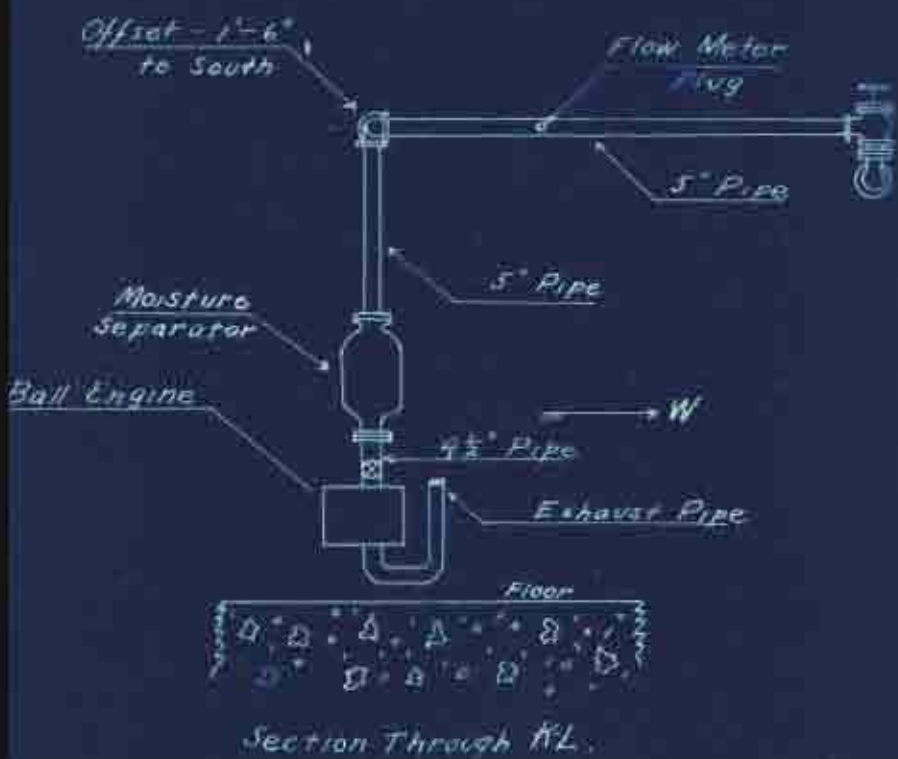 Offset - 1'-6"
to South
Flow Meter
Plug
5" Pipe
5" Pipe
Moisture
Separator
Ball Engine
W
4½" Pipe
Exhaust Pipe
Floor
Section Through KL.